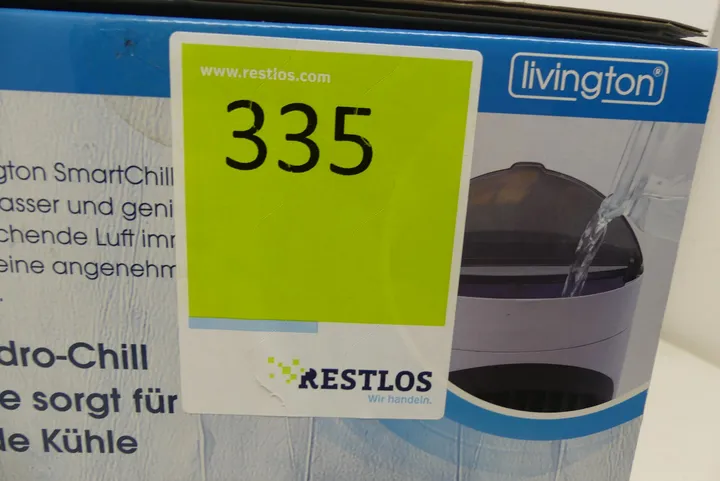 www.restlos.com
335
RESTLOS
Wir handeln.
livington®
gton SmartChill
asser und geni
chende Luft imm
eine angenehm
dro-Chill
e sorgt für
de Kühle